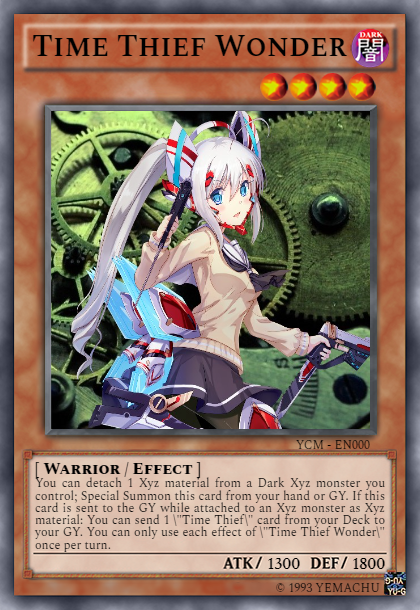 TIME THIEF WONDER
DARK
闇
YCM - EN000
[ WARRIOR / EFFECT ]
You can detach 1 Xyz material from a Dark Xyz monster you
control; Special Summon this card from your hand or GY. If this
card is sent to the GY while attached to an Xyz monster as Xyz
material: You can send 1 \"Time Thief\" card from your Deck to
your GY. You can only use each effect of \"Time Thief Wonder\"
once per turn.
ATK/ 1300 DEF/ 1800
© 1993 YEMACHU